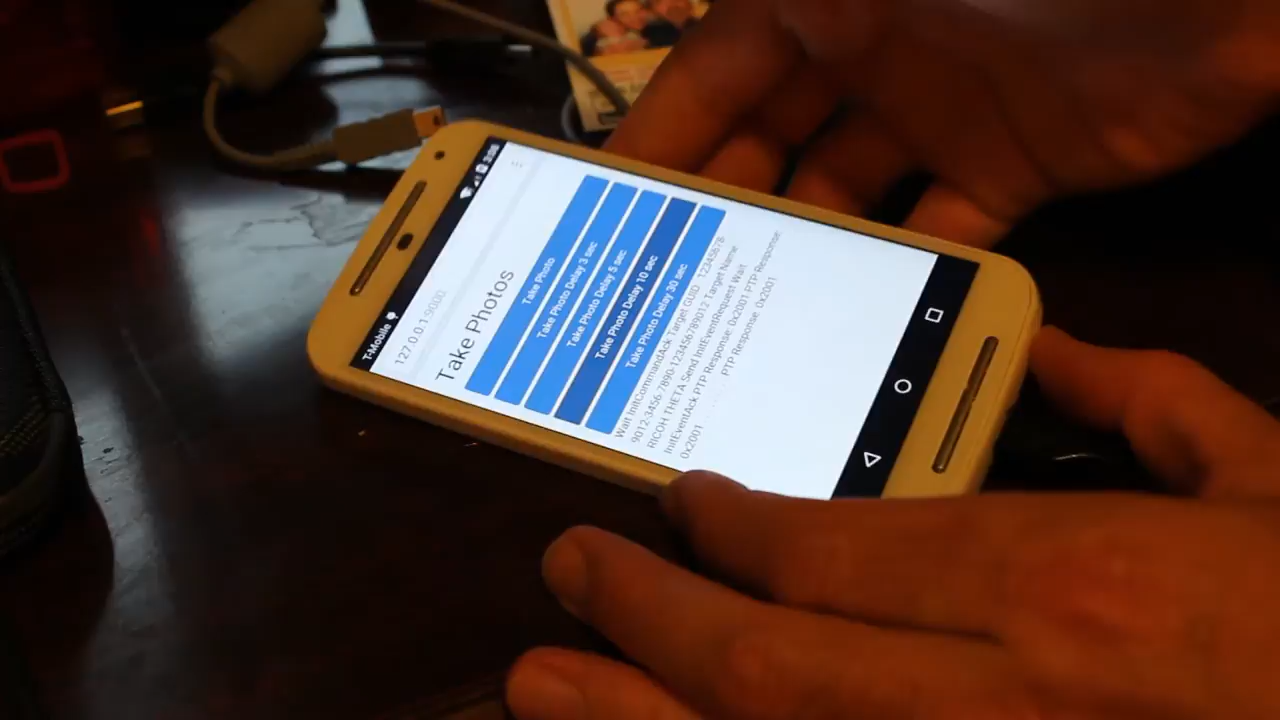 T-Mobile 3:08
127.0.0.1:9000
Take Photos
Take Photo
Take Photo Delay 3 sec
Take Photo Delay 5 sec
Take Photo Delay 10 sec
Take Photo Delay 30 sec
Wait InitCommandAck Target GUID 12345678-
9012-3456-7890-123456789012 Target Name
RICOH THETA Send InitEventRequest Wait
InitEventAck PTP Response: 0x2001 PTP Response:
0x2001 . . . . . . PTP Response: 0x2001